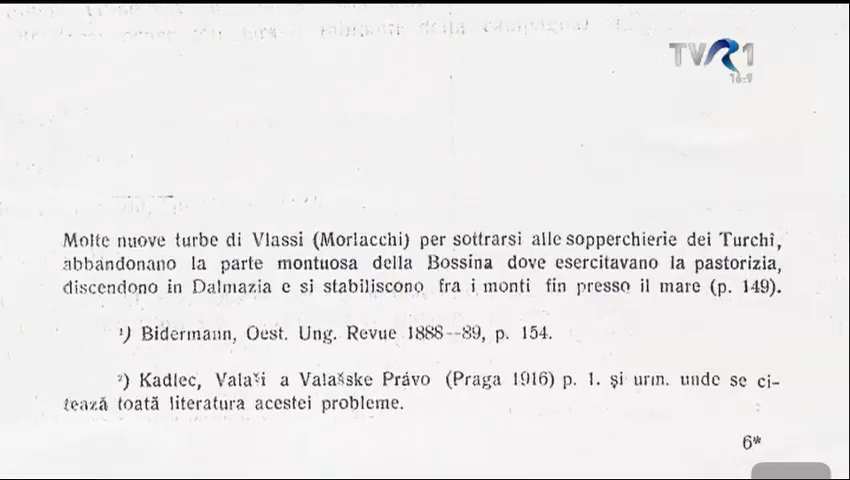 TVR1
16:9
Molte nuove turbe di Vlassi (Morlacchi) per sottrarsi alle sopperchierie dei Turchi,
abbandonano la parte montuosa della Bossina dove esercitavano la pastorizia,
discendono in Dalmazia e si stabiliscono fra i monti fin presso il mare (p. 149).
¹) Bidermann, Oest. Ung. Revue 1888--89, p. 154.
²) Kadlec, Valaši a Valašske Právo (Praga 1916) p. 1. și urm. unde se ci-
tează toată literatura acestei probleme.
6*